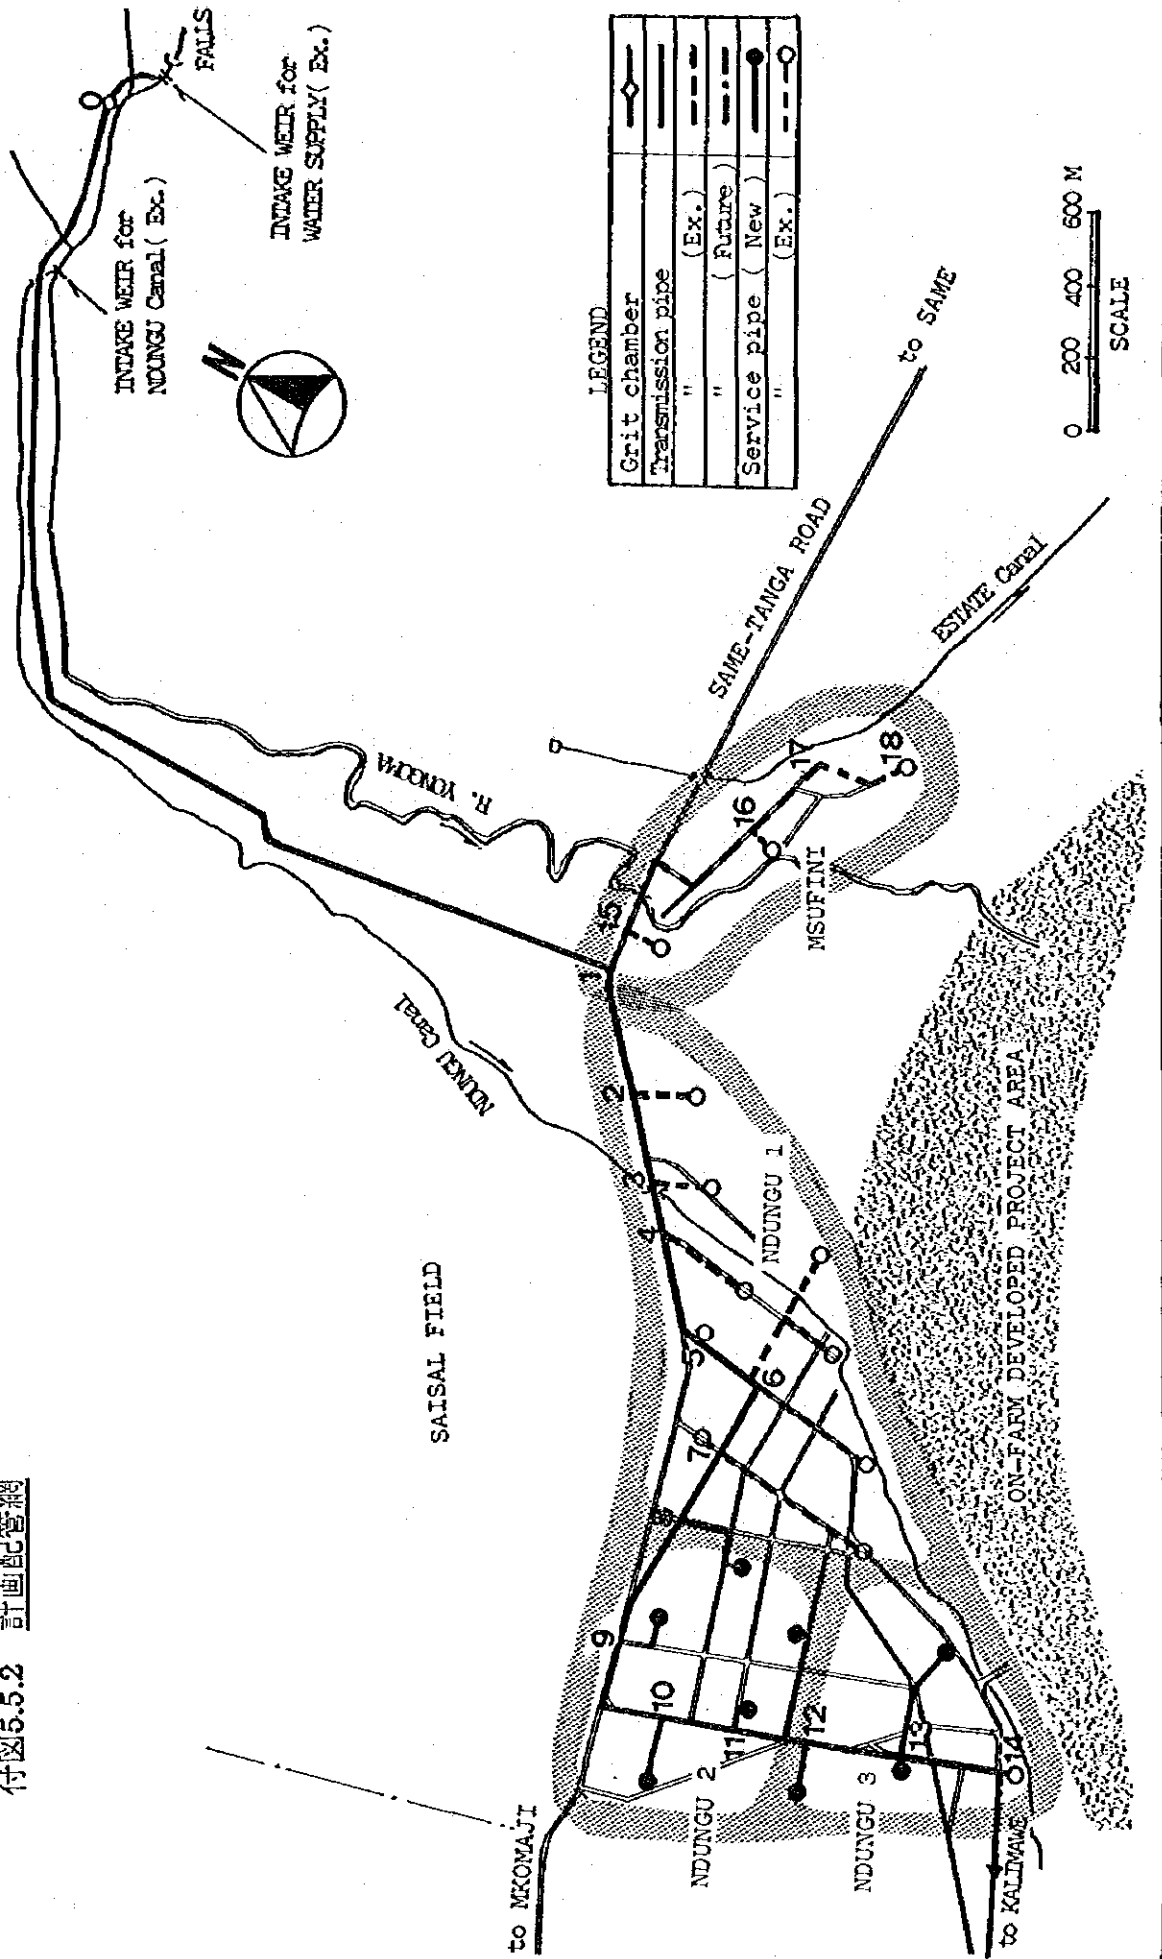 付図5.5.2 計画配管網
FALLS
INTAKE WEIR for
WATER SUPPLY( Ex.)
INTAKE WEIR for
NDUNGU Canal( Ex.)
0
N
R. YONGOMA
NDUNGU Canal
SAISAL FIELD
LEGEND
Grit chamber
Transmission pipe
" (Ex.)
" ( Future )
Service pipe ( New )
" (Ex.)
0 200 400 600 M
SCALE
to SAME
SAME-TANGA ROAD
ESTATE Canal
MSUFINI
NDUNGU 1
NDUNGU 2
NDUNGU 3
ON-FARM DEVELOPED PROJECT AREA
to MKOMAJI
to KALIMAWE
1
2
3
4
5
6
7
8
9
10
11
12
13
14
15
16
17
18